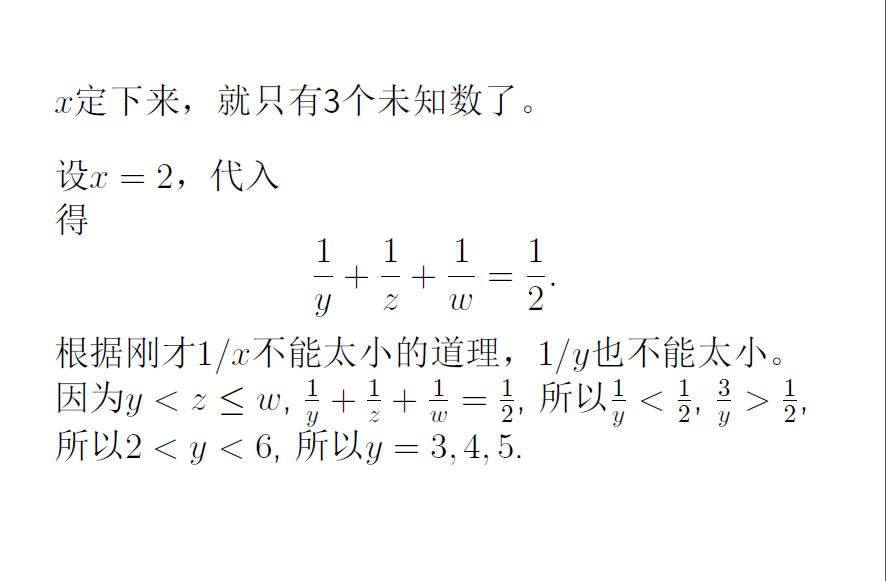 x定下来，就只有3个未知数了。
设x = 2，代入
得
1/y + 1/z + 1/w = 1/2.
根据刚才1/x不能太小的道理，1/y也不能太小。
因为y < z ≤ w, 1/y + 1/z + 1/w = 1/2, 所以1/y < 1/2, 3/y > 1/2,
所以2 < y < 6, 所以y = 3, 4, 5.